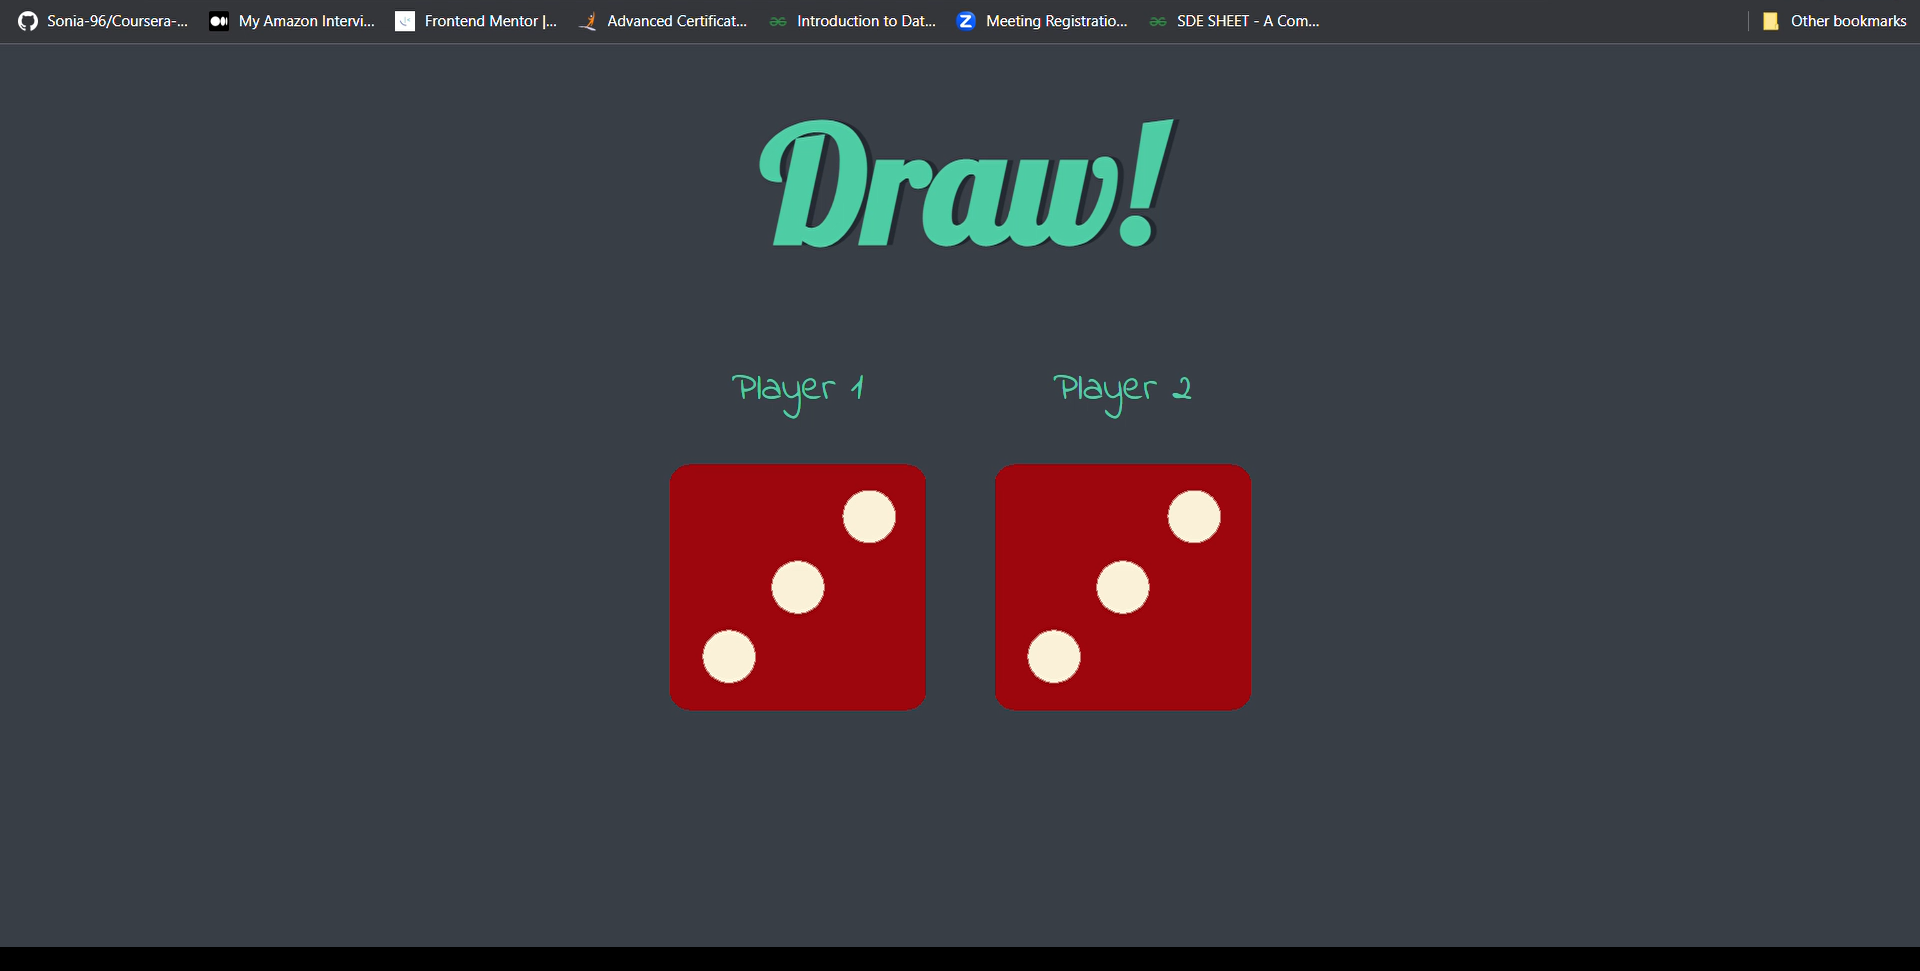 Sonia-96/Coursera-...
My Amazon Intervi...
Frontend Mentor |...
Advanced Certificat...
Introduction to Dat...
Meeting Registratio...
SDE SHEET - A Com...
Other bookmarks
Draw!
Player 1
Player 2